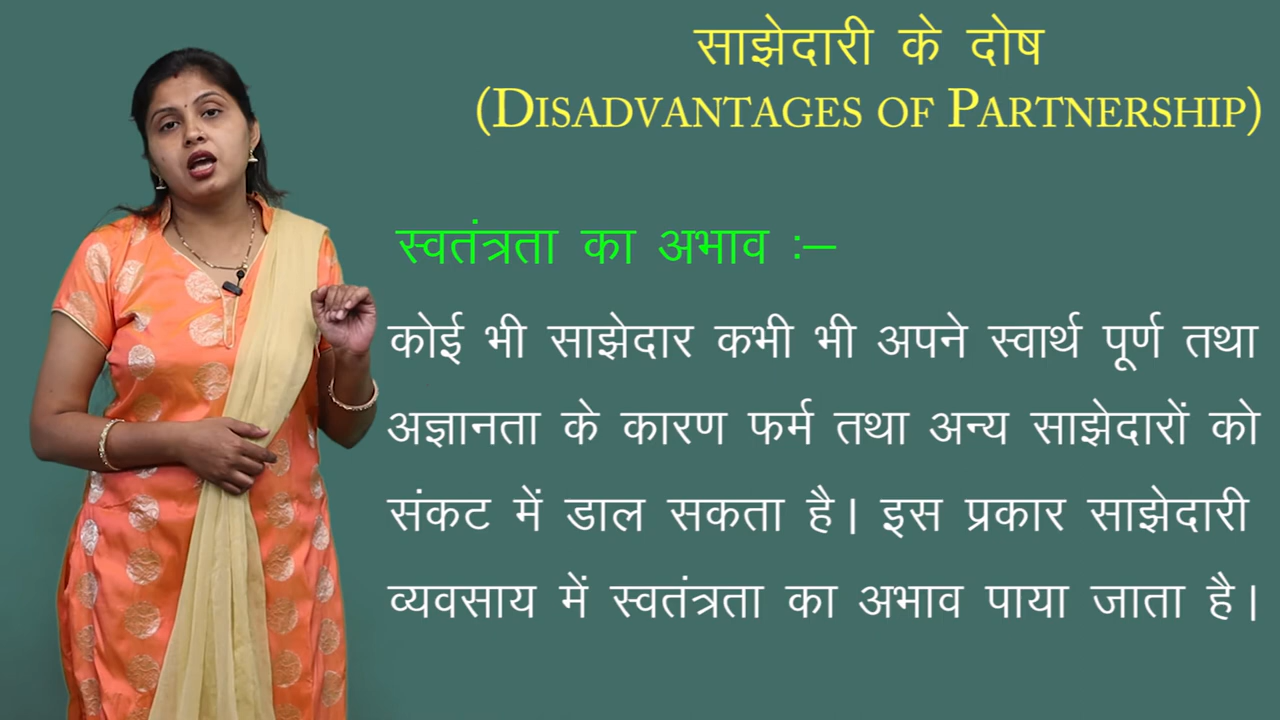 साझेदारी के दोष
(DISADVANTAGES OF PARTNERSHIP)
स्वतंत्रता का अभाव :–
कोई भी साझेदार कभी भी अपने स्वार्थ पूर्ण तथा
अज्ञानता के कारण फर्म तथा अन्य साझेदारों को
संकट में डाल सकता है। इस प्रकार साझेदारी
व्यवसाय में स्वतंत्रता का अभाव पाया जाता है।